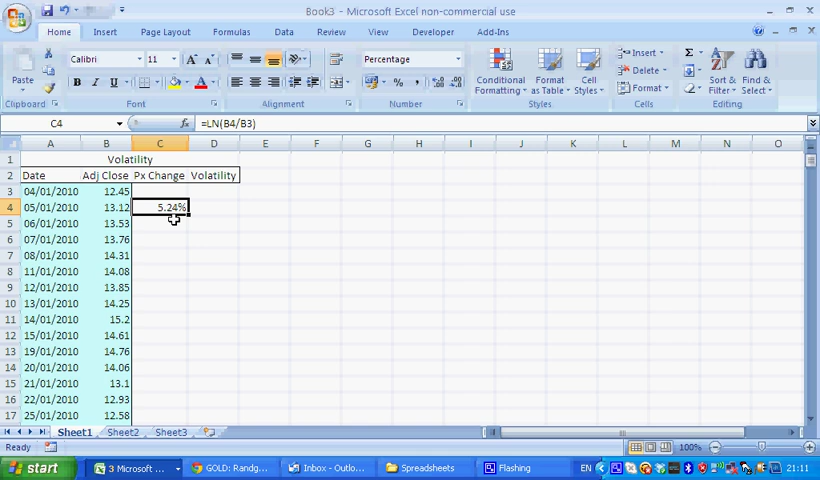 Book3 - Microsoft Excel non-commercial use
Home Insert Page Layout Formulas Data Review View Developer Add-Ins
Paste Calibri 11 A A Percentage Conditional Formatting Format as Table Cell Styles Insert Delete Format Sort & Filter Find & Select
B I U A % , Σ
Clipboard Font Alignment Number Styles Cells Editing
C4 fx =LN(B4/B3)
A B C D E F G H I J K L M N O
1 Volatility
2 Date Adj Close Px Change Volatility
3 04/01/2010 12.45
4 05/01/2010 13.12 5.24%
5 06/01/2010 13.53
6 07/01/2010 13.76
7 08/01/2010 14.31
8 11/01/2010 14.08
9 12/01/2010 13.85
10 13/01/2010 14.25
11 14/01/2010 15.2
12 15/01/2010 14.61
13 19/01/2010 14.76
14 20/01/2010 14.06
15 21/01/2010 13.1
16 22/01/2010 12.93
17 25/01/2010 12.58
Sheet1 Sheet2 Sheet3
Ready 100%
start 3 Microsoft ... GOLD: Randg... Inbox - Outlo... Spreadsheets Flashing EN 21:11